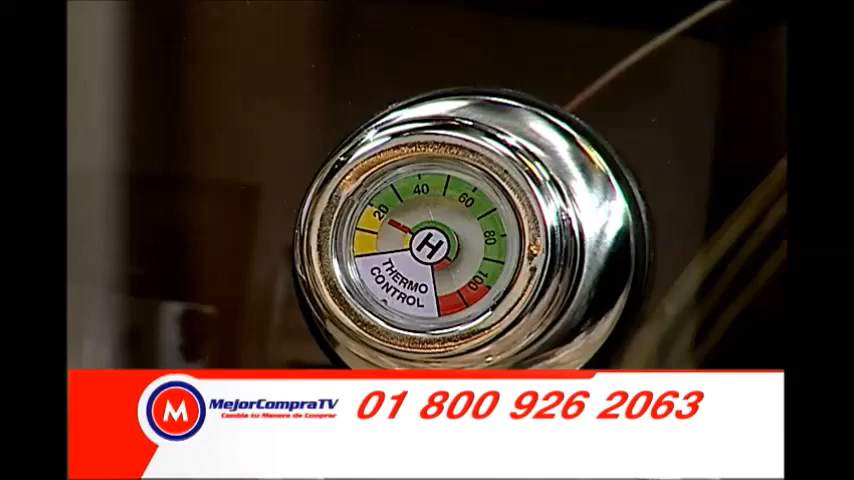 20 40 60 80 100
H
THERMO
CONTROL
M
MejorCompraTV
Cambia tu Manera de Comprar
01 800 926 2063